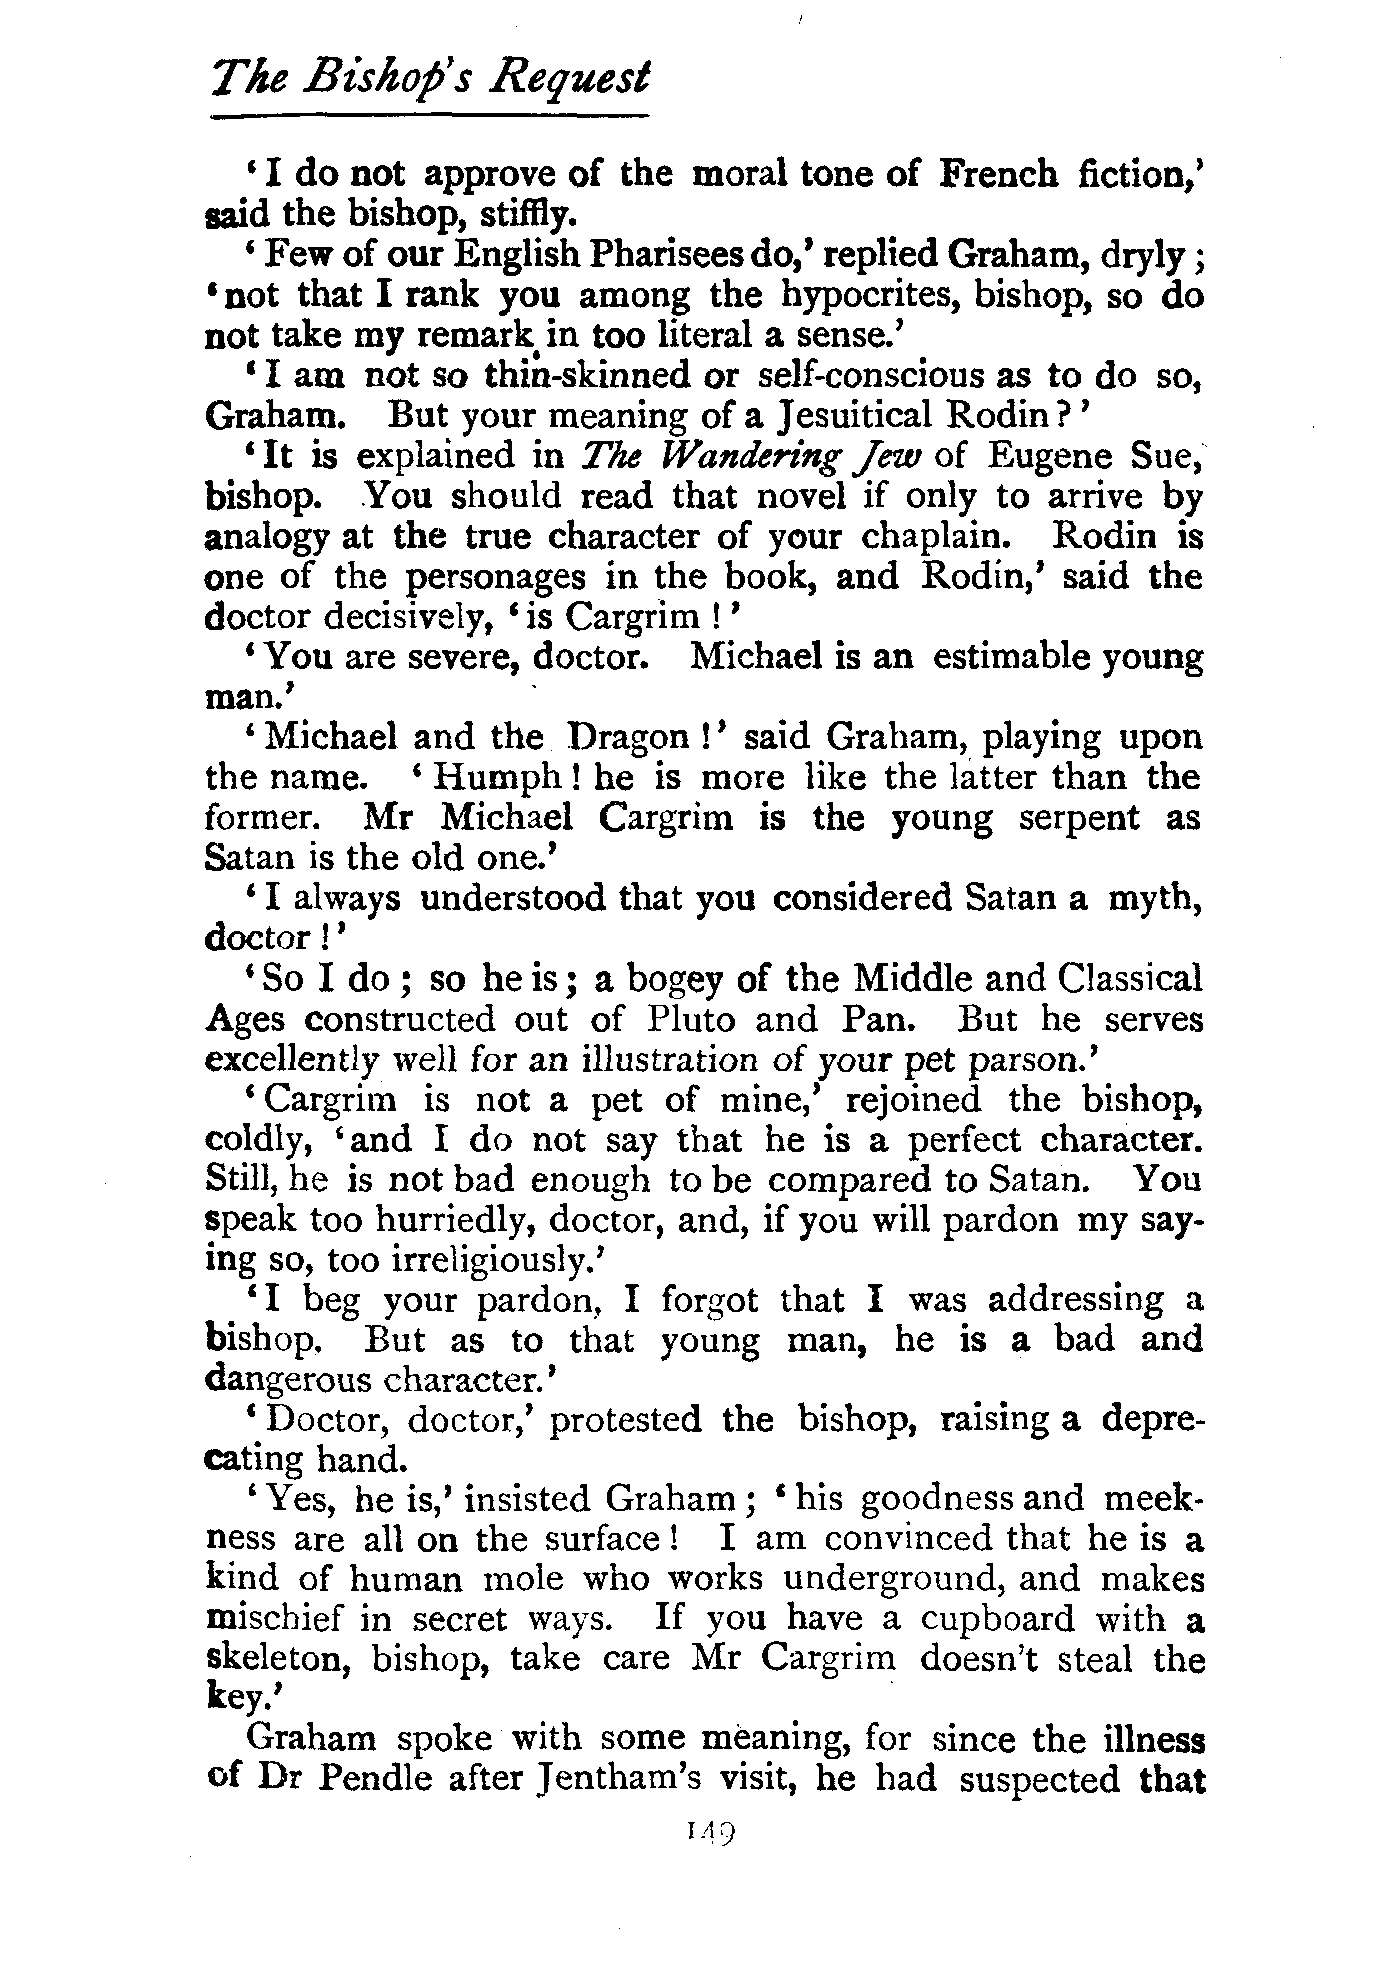 The Bishop's Request
‘I do not approve of the moral tone of French fiction,’
said the bishop, stiffly.
‘Few of our English Pharisees do,’ replied Graham, dryly;
‘not that I rank you among the hypocrites, bishop, so do
not take my remark in too literal a sense.’
‘I am not so thin-skinned or self-conscious as to do so,
Graham. But your meaning of a Jesuitical Rodin?’
‘It is explained in The Wandering Jew of Eugene Sue,
bishop. You should read that novel if only to arrive by
analogy at the true character of your chaplain. Rodin is
one of the personages in the book, and Rodin,’ said the
doctor decisively, ‘is Cargrim!’
‘You are severe, doctor. Michael is an estimable young
man.’
‘Michael and the Dragon!’ said Graham, playing upon
the name. ‘Humph! he is more like the latter than the
former. Mr Michael Cargrim is the young serpent as
Satan is the old one.’
‘I always understood that you considered Satan a myth,
doctor!’
‘So I do; so he is; a bogey of the Middle and Classical
Ages constructed out of Pluto and Pan. But he serves
excellently well for an illustration of your pet parson.’
‘Cargrim is not a pet of mine,’ rejoined the bishop,
coldly, ‘and I do not say that he is a perfect character.
Still, he is not bad enough to be compared to Satan. You
speak too hurriedly, doctor, and, if you will pardon my say-
ing so, too irreligiously.’
‘I beg your pardon, I forgot that I was addressing a
bishop. But as to that young man, he is a bad and
dangerous character.’
‘Doctor, doctor,’ protested the bishop, raising a depre-
cating hand.
‘Yes, he is,’ insisted Graham; ‘his goodness and meek-
ness are all on the surface! I am convinced that he is a
kind of human mole who works underground, and makes
mischief in secret ways. If you have a cupboard with a
skeleton, bishop, take care Mr Cargrim doesn't steal the
key.’
Graham spoke with some meaning, for since the illness
of Dr Pendle after Jentham's visit, he had suspected that
149